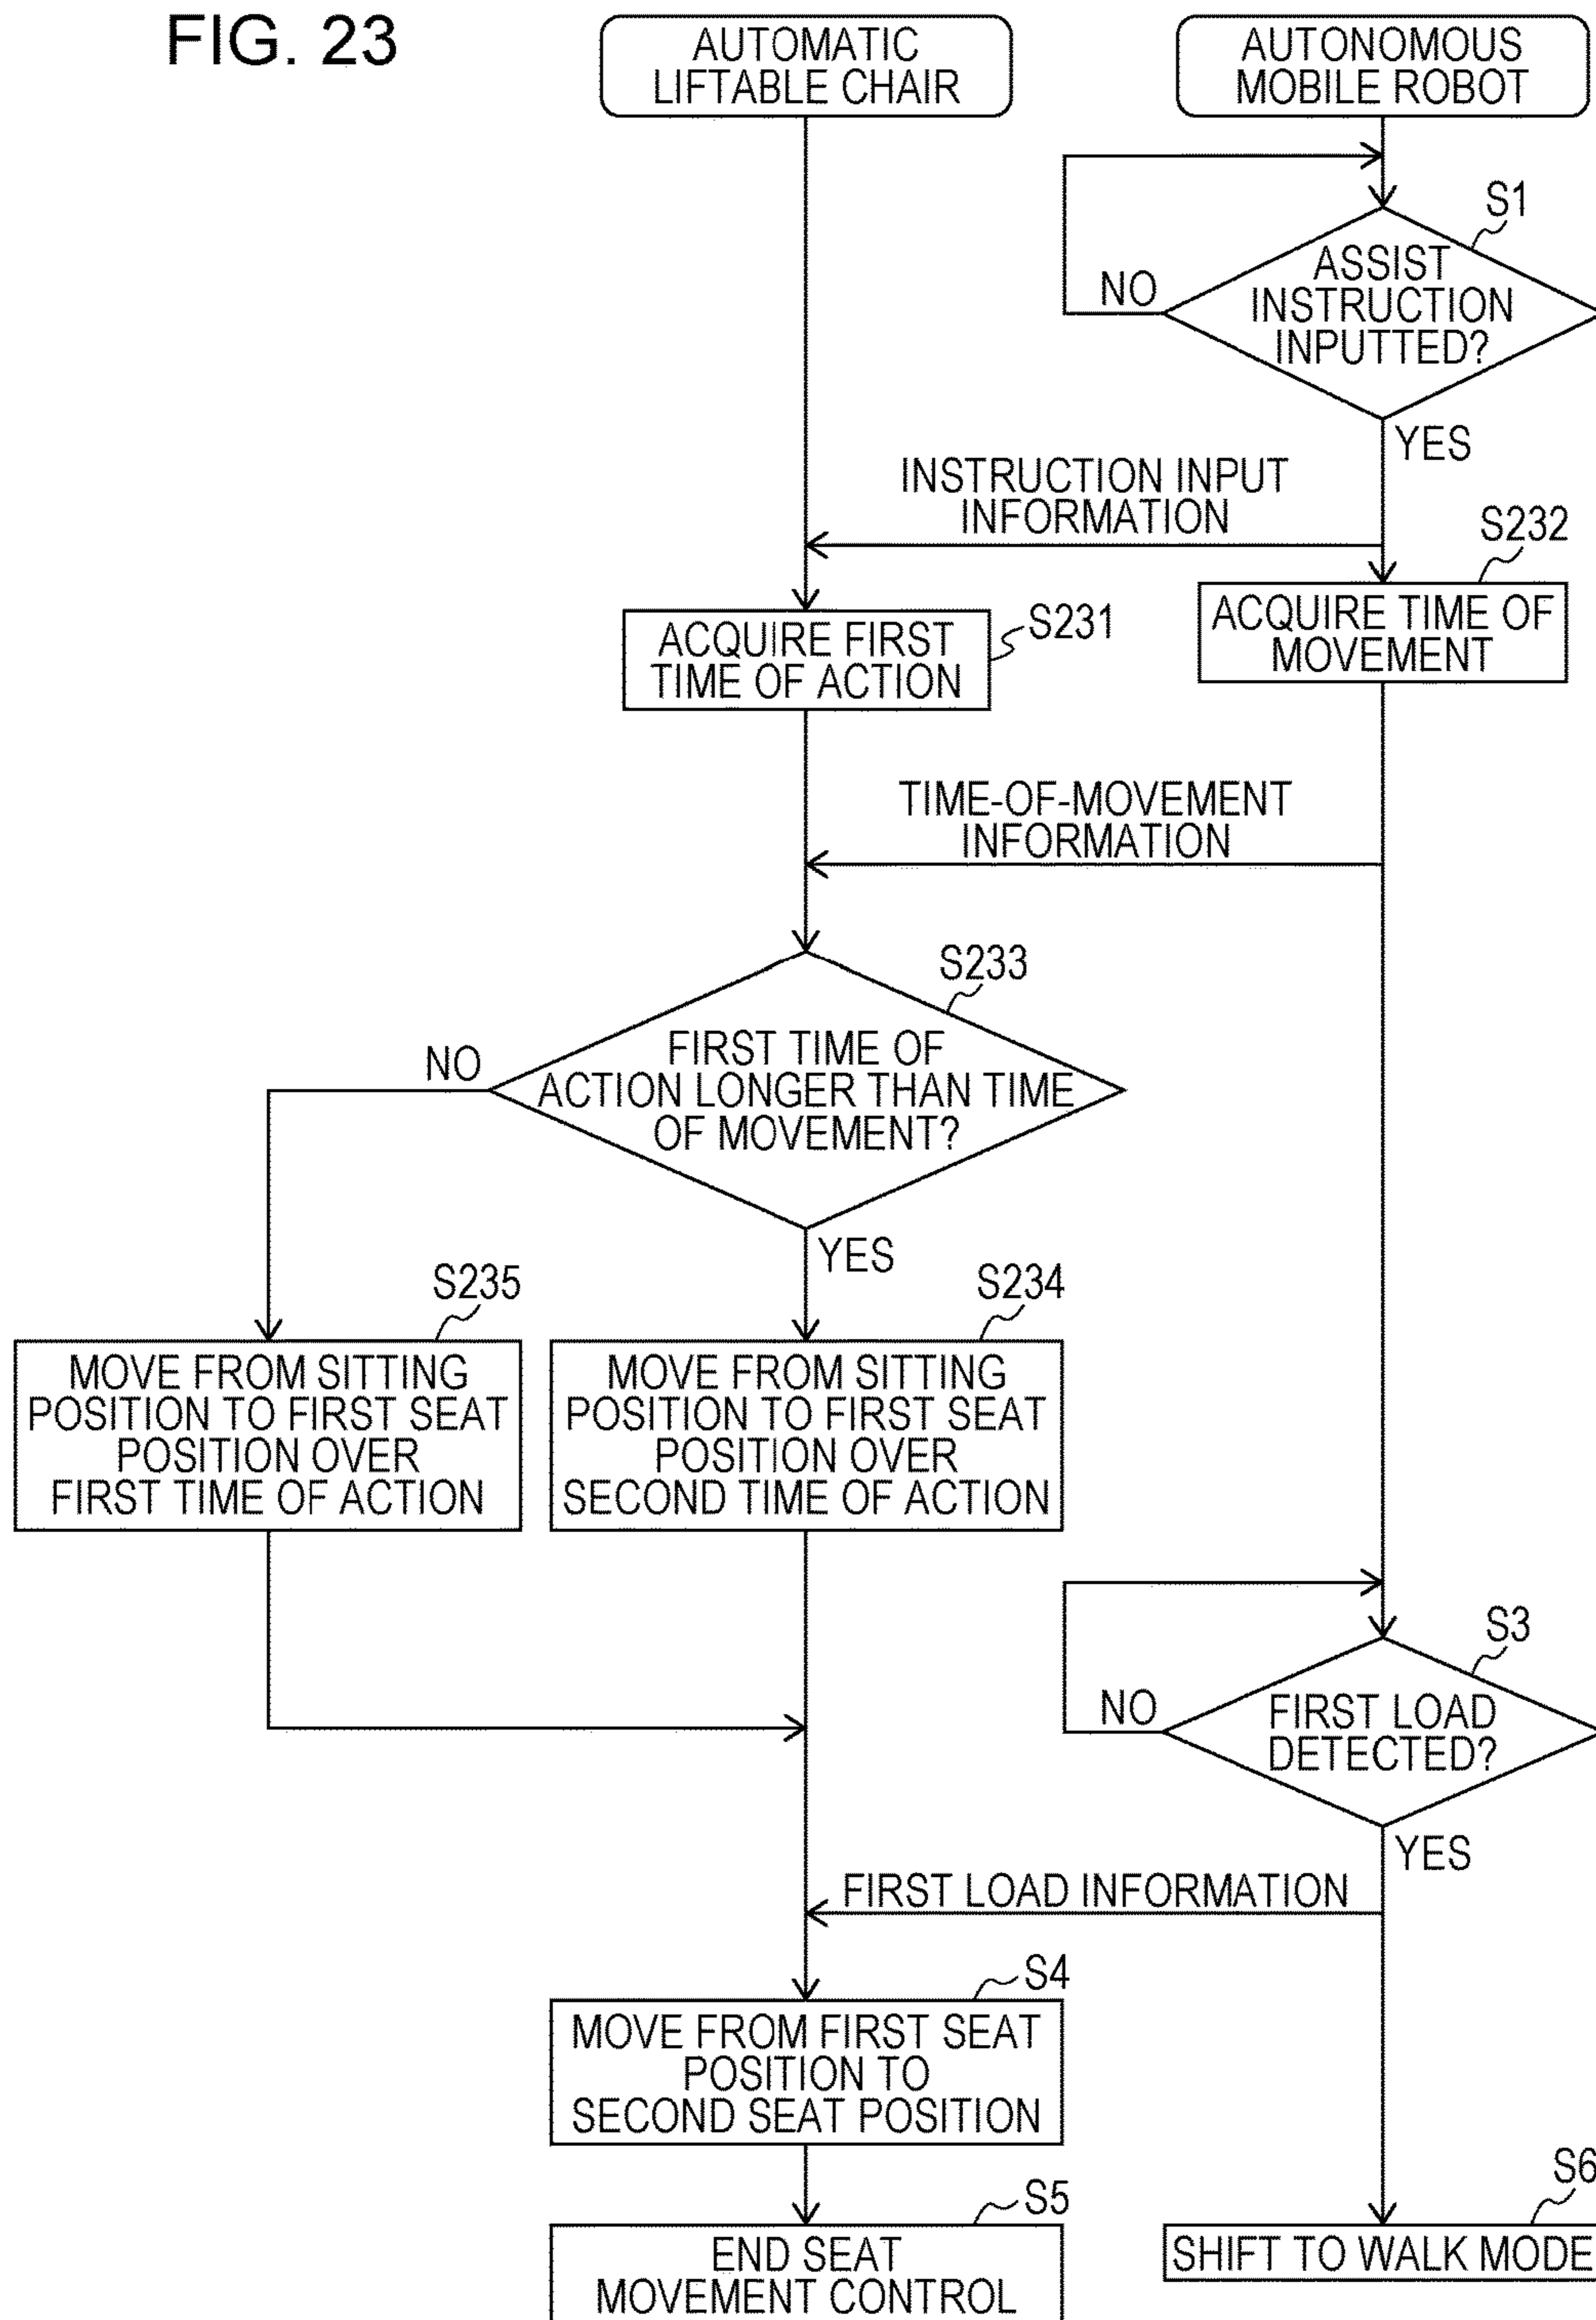 FIG. 23
AUTOMATIC
LIFTABLE CHAIR
AUTONOMOUS
MOBILE ROBOT
S1
ASSIST
INSTRUCTION
INPUTTED?
NO
YES
INSTRUCTION INPUT
INFORMATION
S232
ACQUIRE TIME OF
MOVEMENT
S231
ACQUIRE FIRST
TIME OF ACTION
TIME-OF-MOVEMENT
INFORMATION
S233
FIRST TIME OF
ACTION LONGER THAN TIME
OF MOVEMENT?
NO
YES
S235
MOVE FROM SITTING
POSITION TO FIRST SEAT
POSITION OVER
FIRST TIME OF ACTION
S234
MOVE FROM SITTING
POSITION TO FIRST SEAT
POSITION OVER
SECOND TIME OF ACTION
S3
FIRST LOAD
DETECTED?
NO
YES
FIRST LOAD INFORMATION
S4
MOVE FROM FIRST SEAT
POSITION TO
SECOND SEAT POSITION
S5
END SEAT
MOVEMENT CONTROL
S6
SHIFT TO WALK MODE